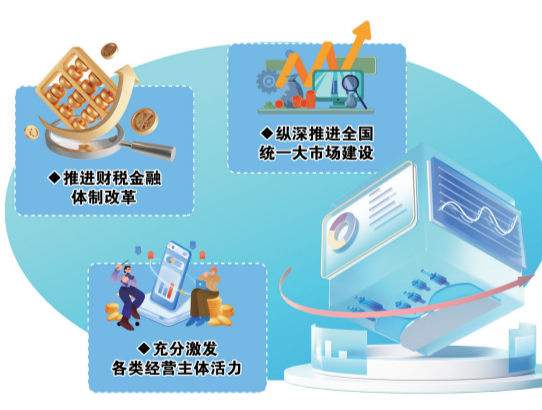 ◆推进财税金融
体制改革
◆纵深推进全国
统一大市场建设
◆充分激发
各类经营主体活力